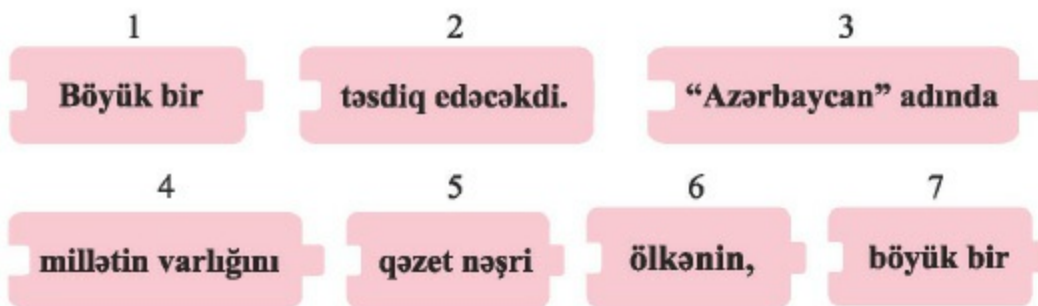 1 2 3
Böyük bir təsdiq edəcəkdi. “Azərbaycan” adında
4 5 6 7
millətin varlığını qəzet nəşri ölkənin, böyük bir